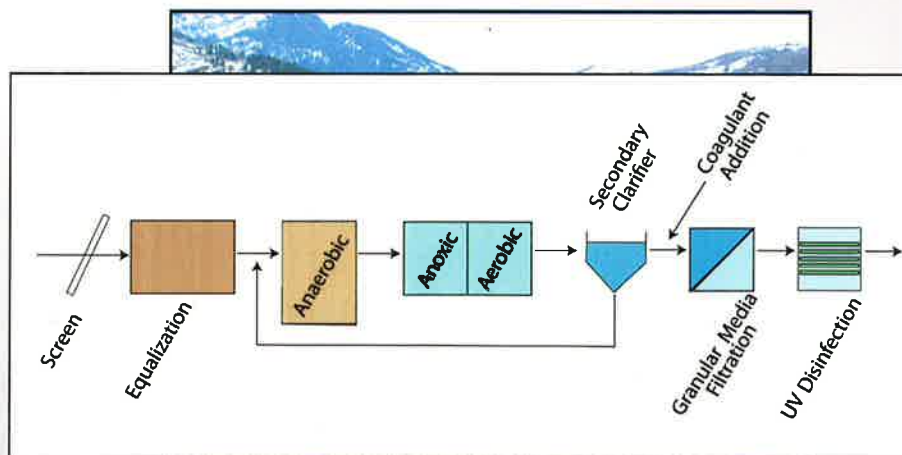 Screen
Equalization
Anaerobic
Anoxic
Aerobic
Secondary
Clarifier
Coagulant
Addition
Granular Media
Filtration
UV Disinfection